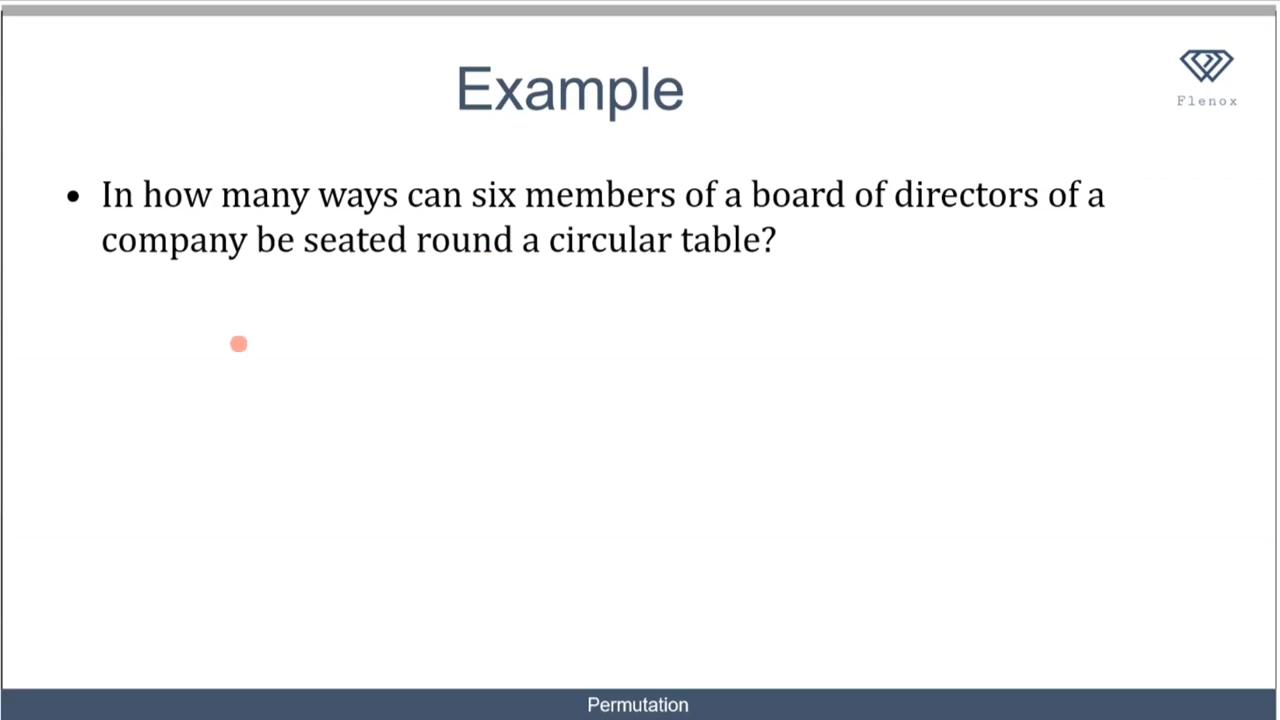 Example
Flenox
• In how many ways can six members of a board of directors of a
company be seated round a circular table?
Permutation